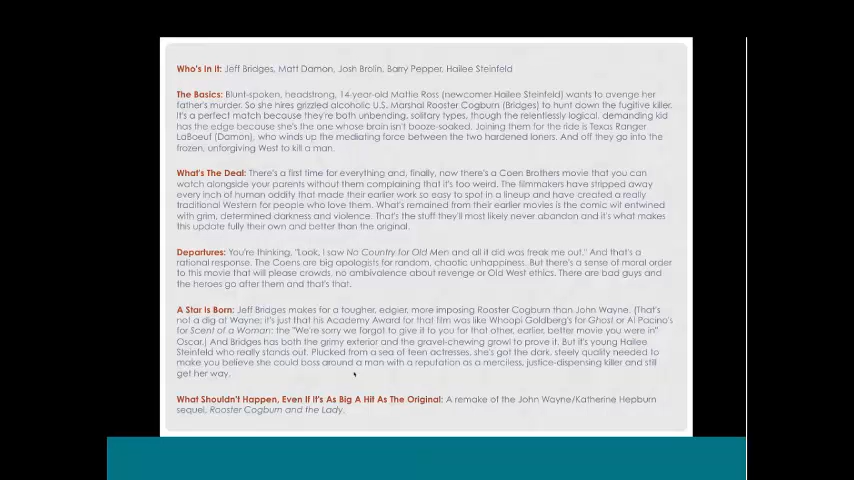 Who's In It: Jeff Bridges, Matt Damon, Josh Brolin, Barry Pepper, Hailee Steinfeld
The Basics: Blunt-spoken, headstrong, 14-year-old Mattie Ross (newcomer Hailee Steinfeld) wants to avenge her
father's murder. So she hires grizzled alcoholic U.S. Marshal Rooster Cogburn (Bridges) to hunt down the fugitive killer.
It's a perfect match because they're both unbending, solitary types, though the relentlessly logical, demanding kid
has the edge because she's the one whose brain isn't booze-soaked. Joining them for the ride is Texas Ranger
LaBoeuf (Damon), who winds up the mediating force between the two hardened loners. And off they go into the
frozen, unforgiving West to kill a man.
What's The Deal: There's a first time for everything and, finally, now there's a Coen Brothers movie that you can
watch alongside your parents without them complaining that it's too weird. The filmmakers have stripped away
every inch of human oddity that made their earlier work so easy to spot in a lineup and have created a really
traditional Western for people who love them. What's remained from their earlier movies is the comic wit entwined
with grim, determined darkness and violence. That's the stuff they'll most likely never abandon and it's what makes
this update fully their own and better than the original.
Departures: You're thinking, "Look, I saw No Country for Old Men and all it did was freak me out." And that's a
rational response. The Coens are big apologists for random, chaotic unhappiness. But there's a sense of moral order
to this movie that will please crowds, no ambivalence about revenge or Old West ethics. There are bad guys and
the heroes go after them and that's that.
A Star Is Born: Jeff Bridges makes for a tougher, edgier, more imposing Rooster Cogburn than John Wayne. (That's
not a dig at Wayne; it's just that his Academy Award for that film was like Whoopi Goldberg's for Ghost or Al Pacino's
for Scent of a Woman: the "We're sorry we forgot to give it to you for that other, earlier, better movie you were in"
Oscar.) And Bridges has both the grimy exterior and the gravel-chewing growl to prove it. But it's young Hailee
Steinfeld who really stands out. Plucked from a sea of teen actresses, she's got the dark, steely quality needed to
make you believe she could boss around a man with a reputation as a merciless, justice-dispensing killer and still
get her way.
What Shouldn't Happen, Even If It's As Big A Hit As The Original: A remake of the John Wayne/Katherine Hepburn
sequel, Rooster Cogburn and the Lady.